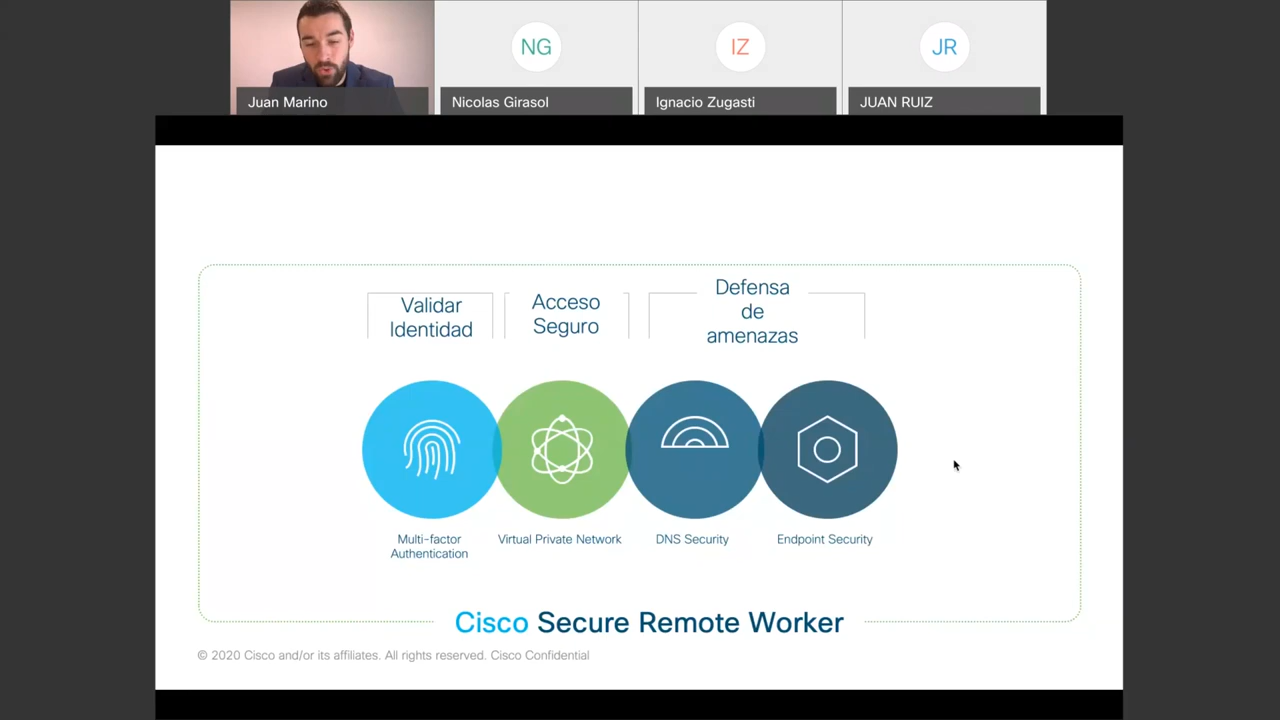 NG
IZ
JR
Juan Marino
Nicolas Girasol
Ignacio Zugasti
JUAN RUIZ
Validar
Identidad
Acceso
Seguro
Defensa
de
amenazas
Multi-factor
Authentication
Virtual Private Network
DNS Security
Endpoint Security
Cisco Secure Remote Worker
© 2020 Cisco and/or its affiliates. All rights reserved. Cisco Confidential